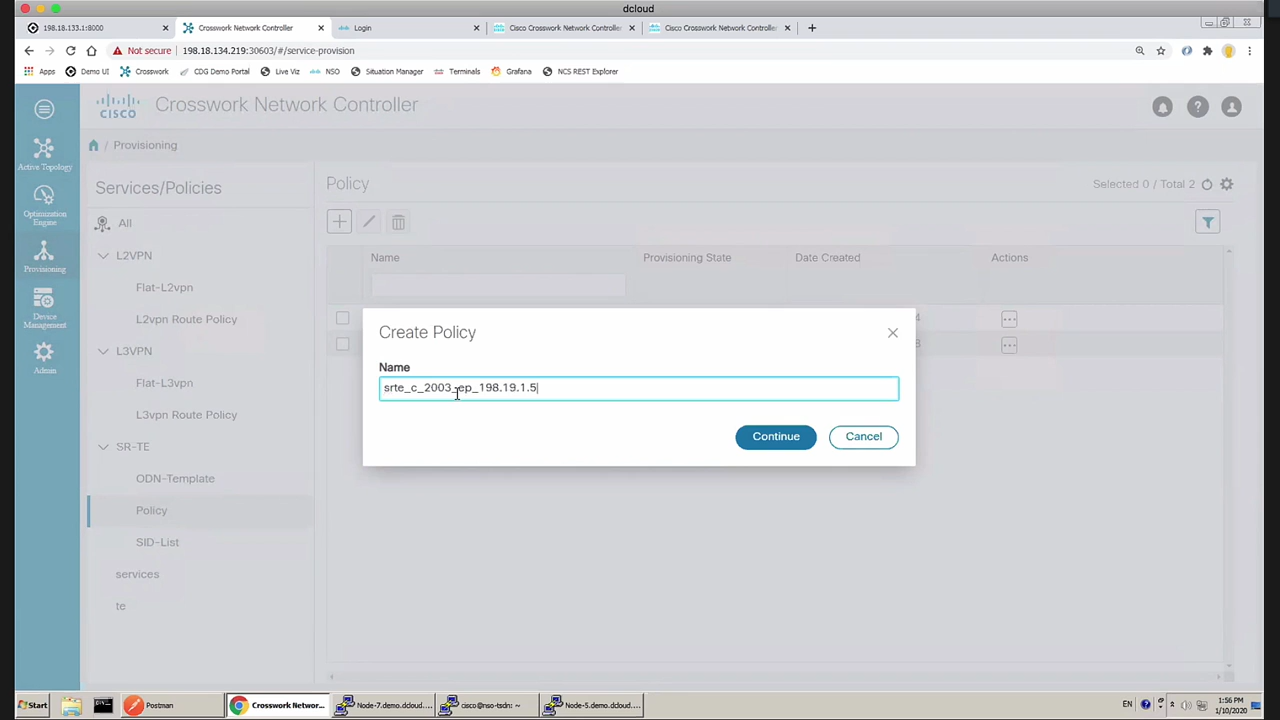 dcloud
198.18.133.1:8000
Crosswork Network Controller
Login
Cisco Crosswork Network Controller
Cisco Crosswork Network Controller
Not secure
198.18.134.219:30603/#/service-provision
Apps
Demo UI
Crosswork
CDG Demo Portal
Live Viz
NSO
Situation Manager
Terminals
Grafana
NCS REST Explorer
CISCO
Crosswork Network Controller
/ Provisioning
Active Topology
Optimization
Engine
Provisioning
Device
Management
Admin
Services/Policies
All
L2VPN
Flat-L2vpn
L2vpn Route Policy
L3VPN
Flat-L3vpn
L3vpn Route Policy
SR-TE
ODN-Template
Policy
SID-List
services
te
Policy
Selected 0 / Total 2
Name
Provisioning State
Date Created
Actions
4
8
Create Policy
Name
srte_c_2003_ep_198.19.1.5
Continue
Cancel
Start
Postman
Crosswork Networ...
Node-7.demo.dcloud....
cisco@nso-tsdn: ~
Node-5.demo.dcloud....
EN
1:56 PM
1/10/2020